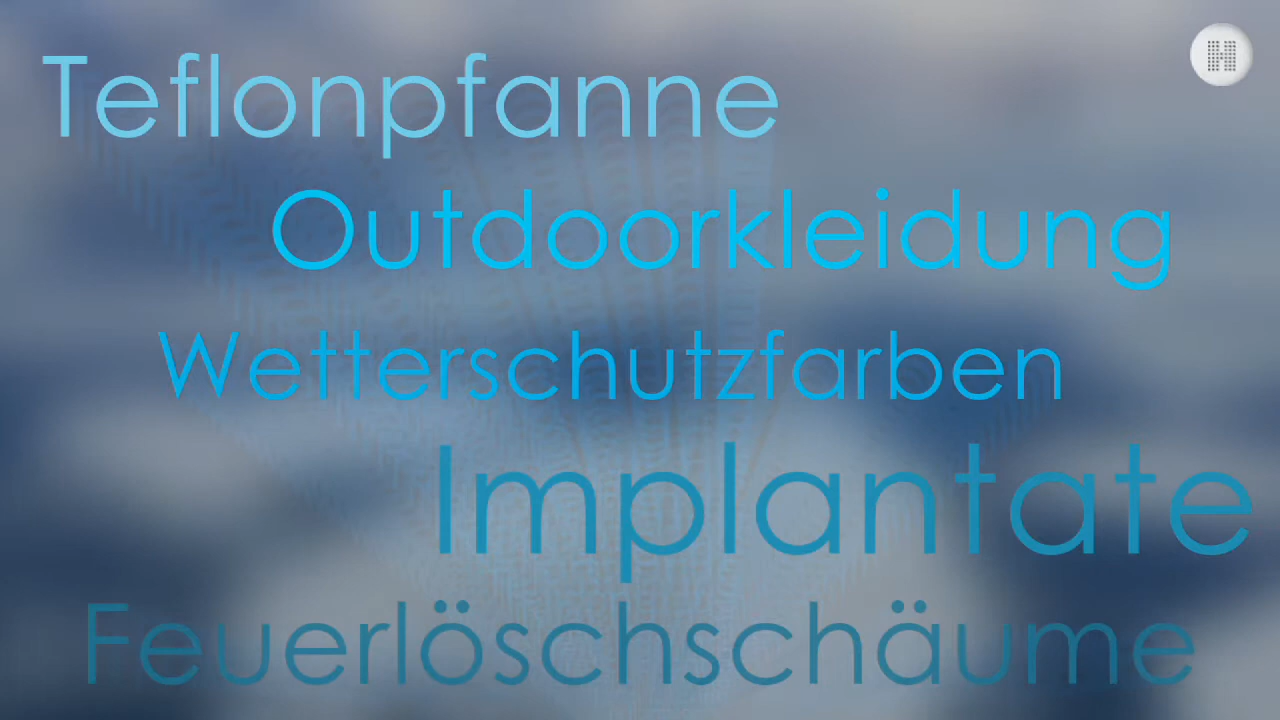 Teflonpfanne
Outdoorkleidung
Wetterschutzfarben
Implantate
Feuerlöschschäume